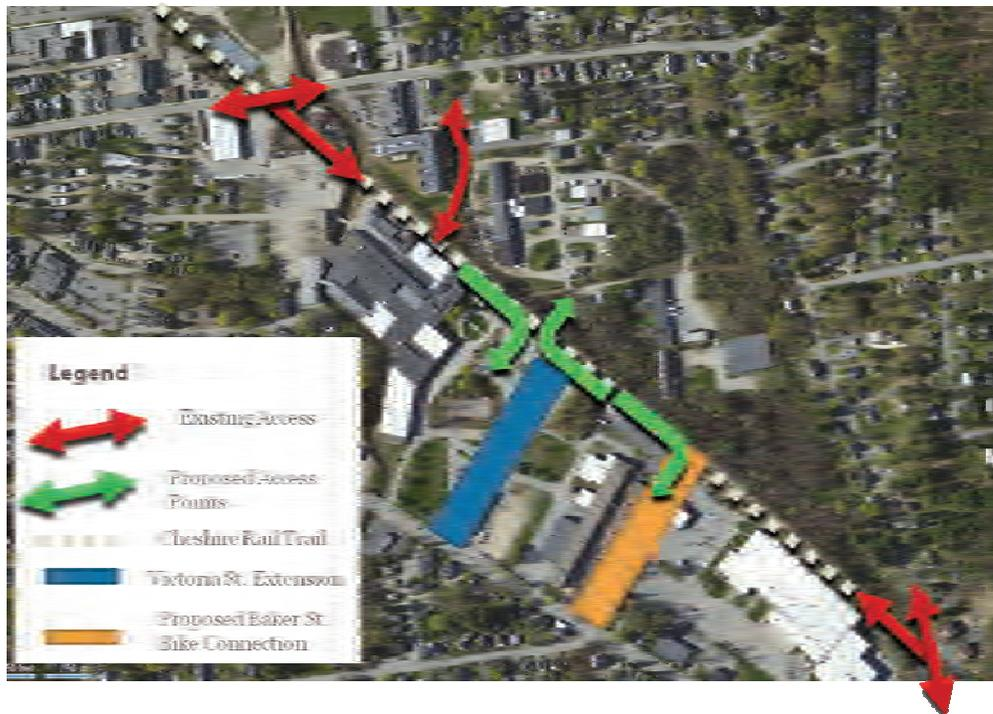 Legend
Existing Access
Proposed Access
Points
Cheshire Rail Trail
Victoria St. Extension
Proposed Baker St.
Bike Connection